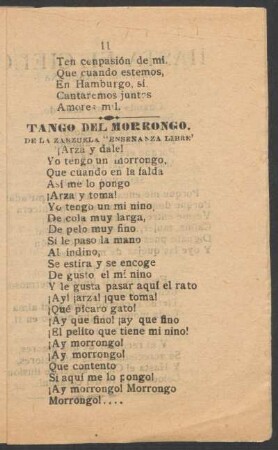 11
Ten conpasión de mi.
Que cuando estemos,
En Hamburgo, si
Cantaremos juntos
Amores mil.
TANGO DEL MORRONGO.
DE LA ZARZUELA "ENSEÑANZA LIBRE"
¡Arza y dale!
Yo tengo un morrongo,
Que cuando en la falda
Así me lo pongo
¡Arza y toma!
Yo tengo un mi nino
De cola muy larga,
De pelo muy fino
Si le paso la mano
Al indino,
Se estira y se encoge
De gusto el mi nino
Y le gusta pasar aquí el rato
¡Ay! ¡arza! ¡que toma!
¡Qué pícaro gato!
¡Ay que fino! ¡ay que fino
¡El pelito que tiene mi nino!
¡Ay morrongo!
¡Ay morrongo!
Que contento
Si aquí me lo pongo!
¡Ay morrongo! Morrongo
Morrongo!....